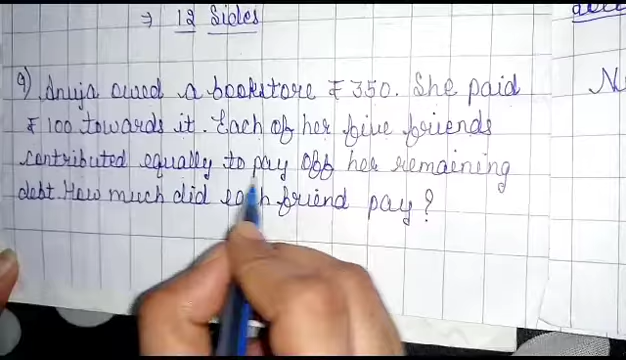 ⇒ 12 Sides
9) Anuja owed a bookstore ₹ 350. She paid
₹ 100 towards it. Each of her five friends
contributed equally to pay off her remaining
debt. How much did each friend pay?
N